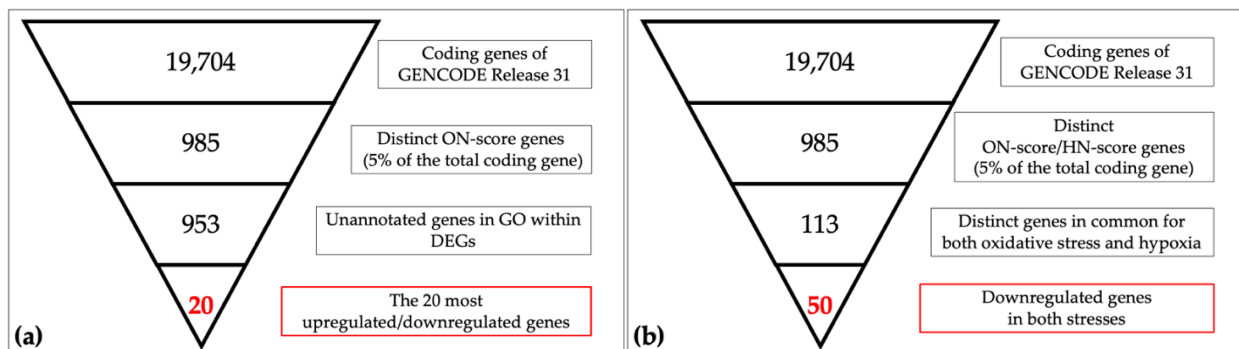 19,704
Coding genes of
GENCODE Release 31
985
Distinct ON-score genes
(5% of the total coding gene)
953
Unannotated genes in GO within
DEGs
20
The 20 most
upregulated/downregulated genes
(a)
19,704
Coding genes of
GENCODE Release 31
985
Distinct
ON-score/HN-score genes
(5% of the total coding gene)
113
Distinct genes in common for
both oxidative stress and hypoxia
50
Downregulated genes
in both stresses
(b)